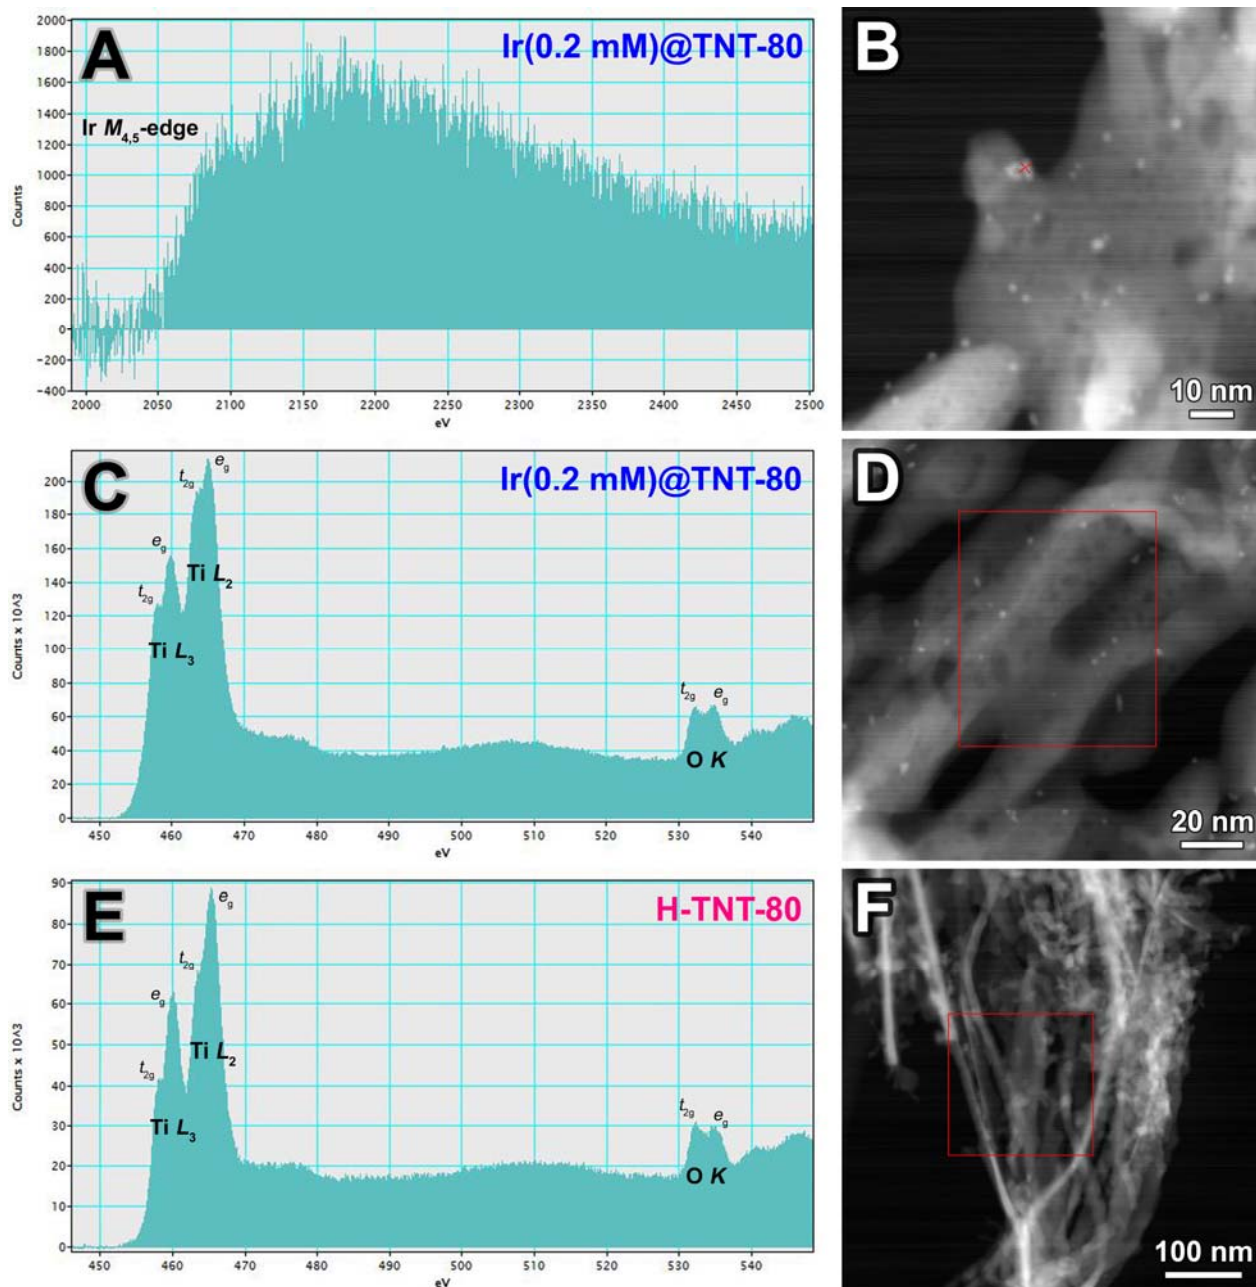 A
Ir(0.2 mM)@TNT-80
Ir M4,5-edge
Counts
2000
1800
1600
1400
1200
1000
800
600
400
200
0
-200
-400
2000 2050 2100 2150 2200 2250 2300 2350 2400 2450 2500
eV
B
10 nm
C
Ir(0.2 mM)@TNT-80
Counts x 10^3
200
180
160
140
120
100
80
60
40
20
0
t2g
eg
Ti L3
t2g
eg
Ti L2
t2g
eg
O K
450 460 470 480 490 500 510 520 530 540
eV
D
20 nm
E
H-TNT-80
Counts x 10^3
90
80
70
60
50
40
30
20
10
0
t2g
eg
Ti L3
t2g
eg
Ti L2
t2g
eg
O K
450 460 470 480 490 500 510 520 530 540
eV
F
100 nm